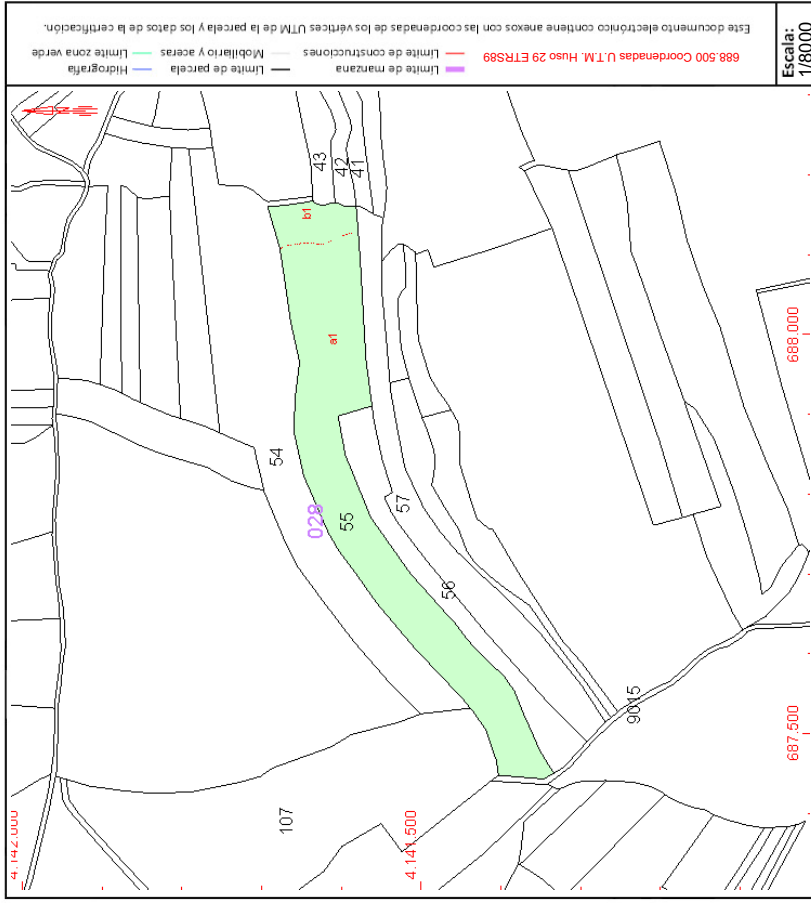 Este documento electrónico contiene anexos con las coordenadas de los vértices UTM de la parcela y los datos de la certificación.
688.500 Coordenadas U.T.M. Huso 29 ETRS89
Límite de manzana
Límite de construcciones
Límite de parcela
Mobiliario y aceras
Hidrografía
Límite zona verde
Escala:
1/8000
43
42
41
b1
a1
688.000
54
028
55
57
56
9015
687.500
107
4.142.000
4.141.500